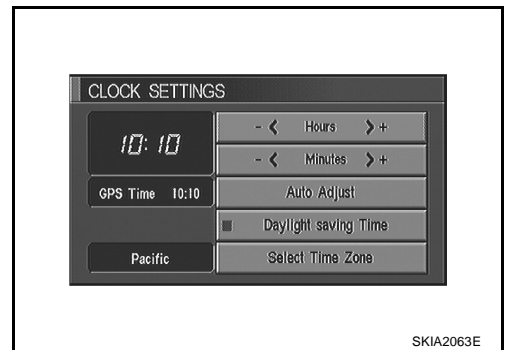 CLOCK SETTINGS
10:10
- < Hours > +
- < Minutes > +
GPS Time 10:10
Auto Adjust
Daylight saving Time
Pacific
Select Time Zone
SKIA2063E